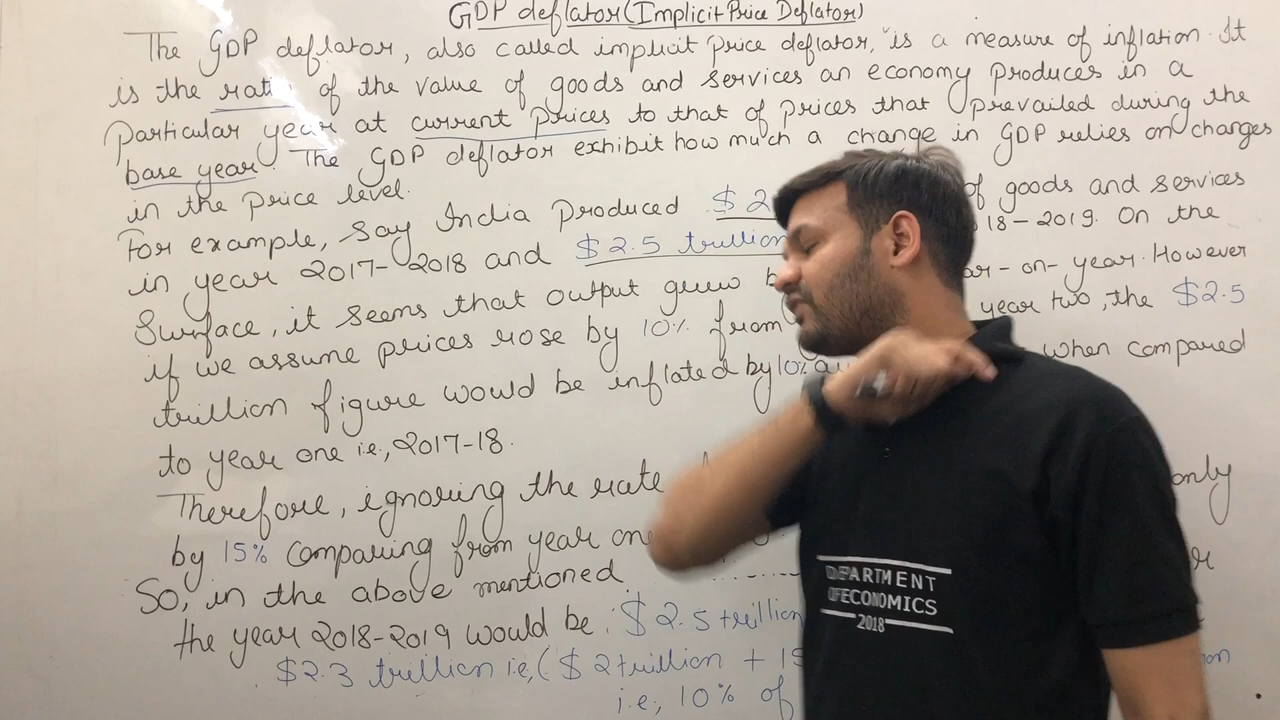 GDP deflator (Implicit Price Deflator)
The GDP deflator, also called implicit price deflator, is a measure of inflation. It
is the ratio of the value of goods and services an economy produces in a
particular year at current prices to that of prices that prevailed during the
base year. The GDP deflator exhibit how much a change in GDP relies on changes
in the price level.
For example, say India produced $2 of goods and services
in year 2017-2018 and $2.5 trillion 18-2019. On the
Surface, it seems that output grew year-on-year. However
if we assume prices rose by 10% from year two, the $2.5
trillion figure would be inflated by 10% when compared
to year one i.e., 2017-18.
Therefore, ignoring the rate only
by 15% comparing from year
So, in the above mentioned
the year 2018-2019 would be: $2.5 trillion
$2.3 trillion i.e, ($2 trillion + 15
i.e, 10% of
DEPARTMENT
OF ECONOMICS
2018